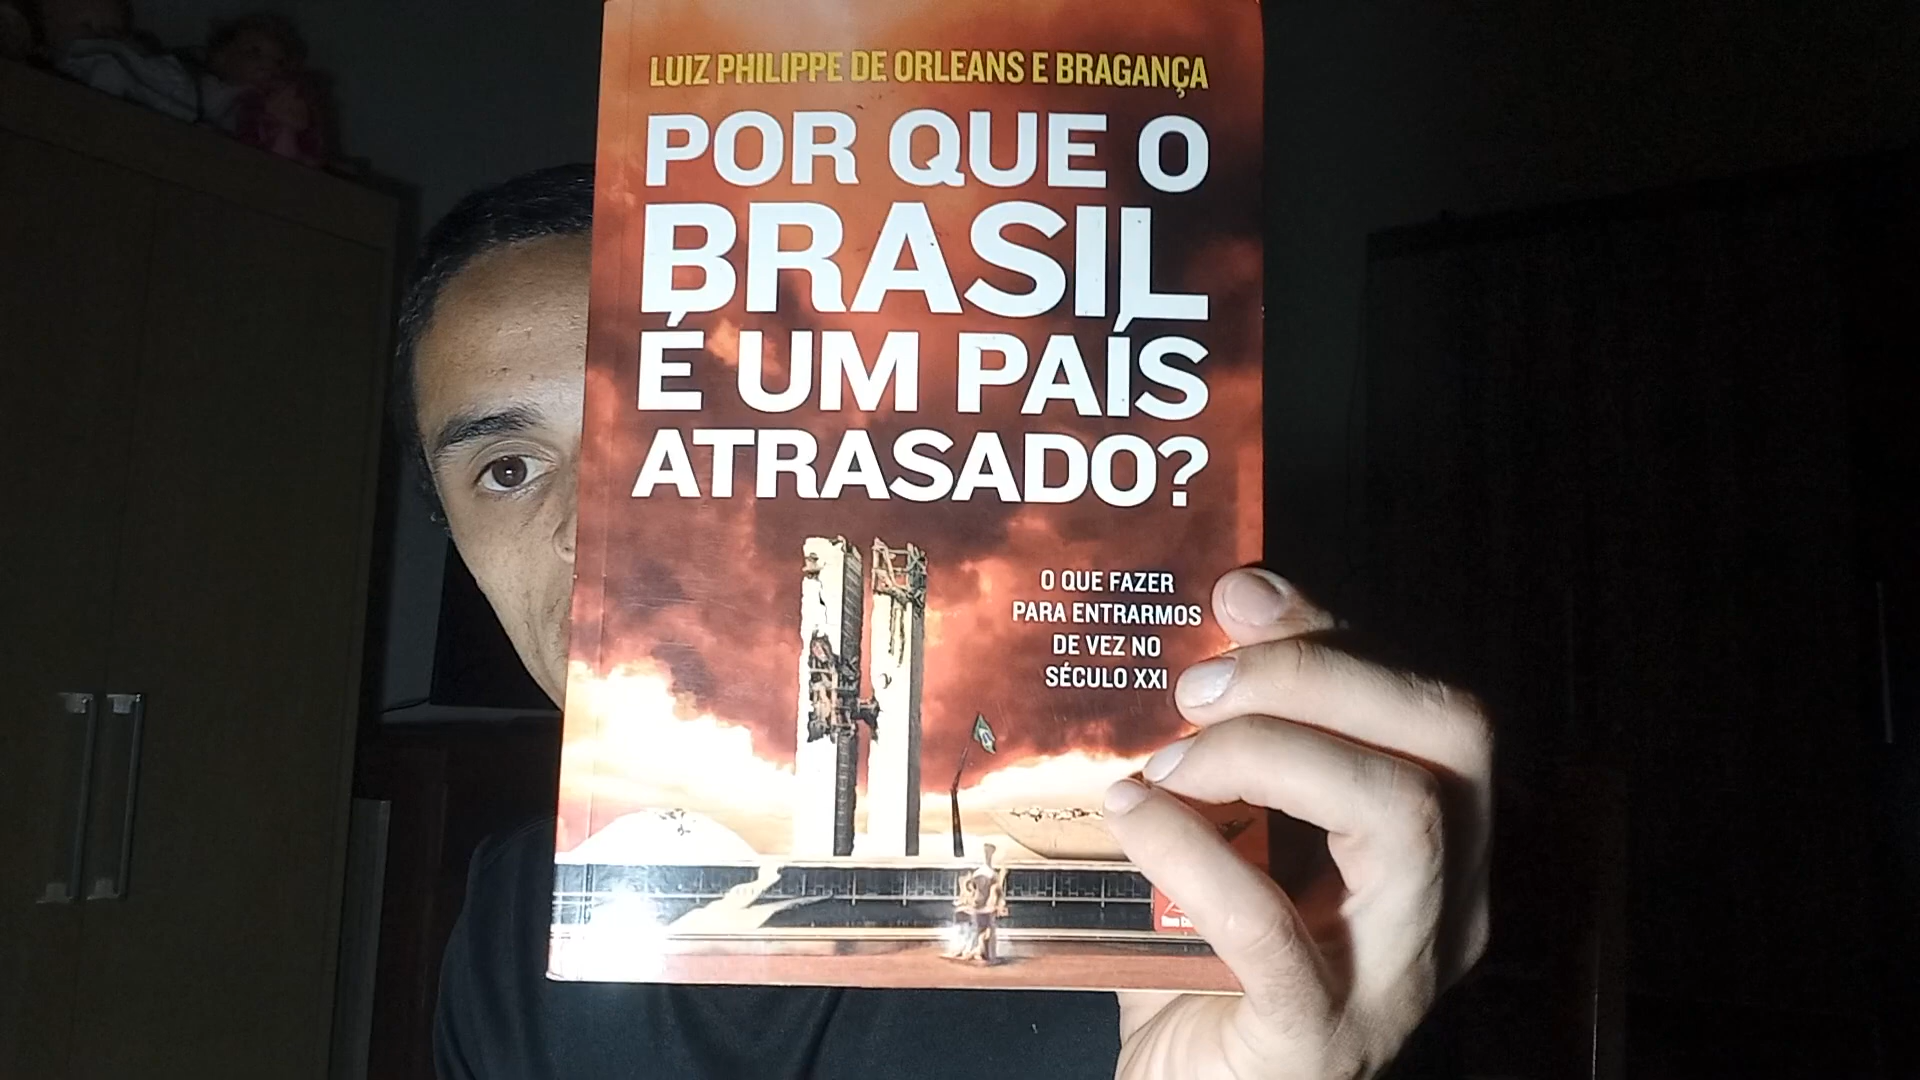 LUIZ PHILIPPE DE ORLEANS E BRAGANÇA
POR QUE O
BRASIL
É UM PAÍS
ATRASADO?
O QUE FAZER
PARA ENTRARMOS
DE VEZ NO
SÉCULO XXI